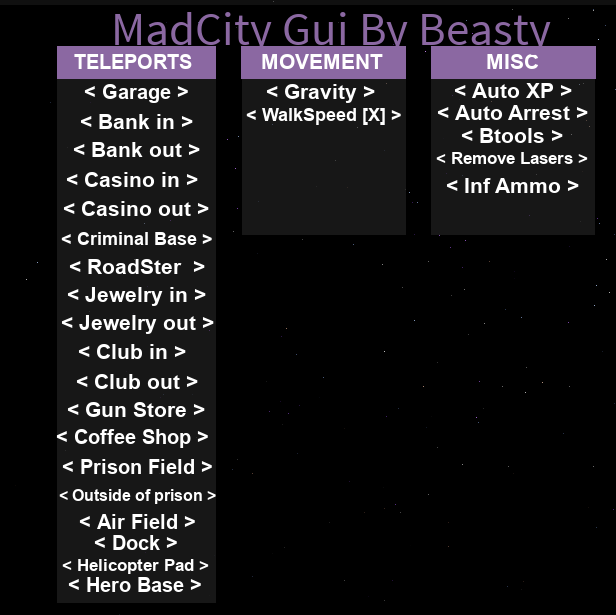 MadCity Gui By Beasty
TELEPORTS
< Garage >
< Bank in >
< Bank out >
< Casino in >
< Casino out >
< Criminal Base >
< RoadSter >
< Jewelry in >
< Jewelry out >
< Club in >
< Club out >
< Gun Store >
< Coffee Shop >
< Prison Field >
< Outside of prison >
< Air Field >
< Dock >
< Helicopter Pad >
< Hero Base >
MOVEMENT
< Gravity >
< WalkSpeed [X] >
MISC
< Auto XP >
< Auto Arrest >
< Btools >
< Remove Lasers >
< Inf Ammo >